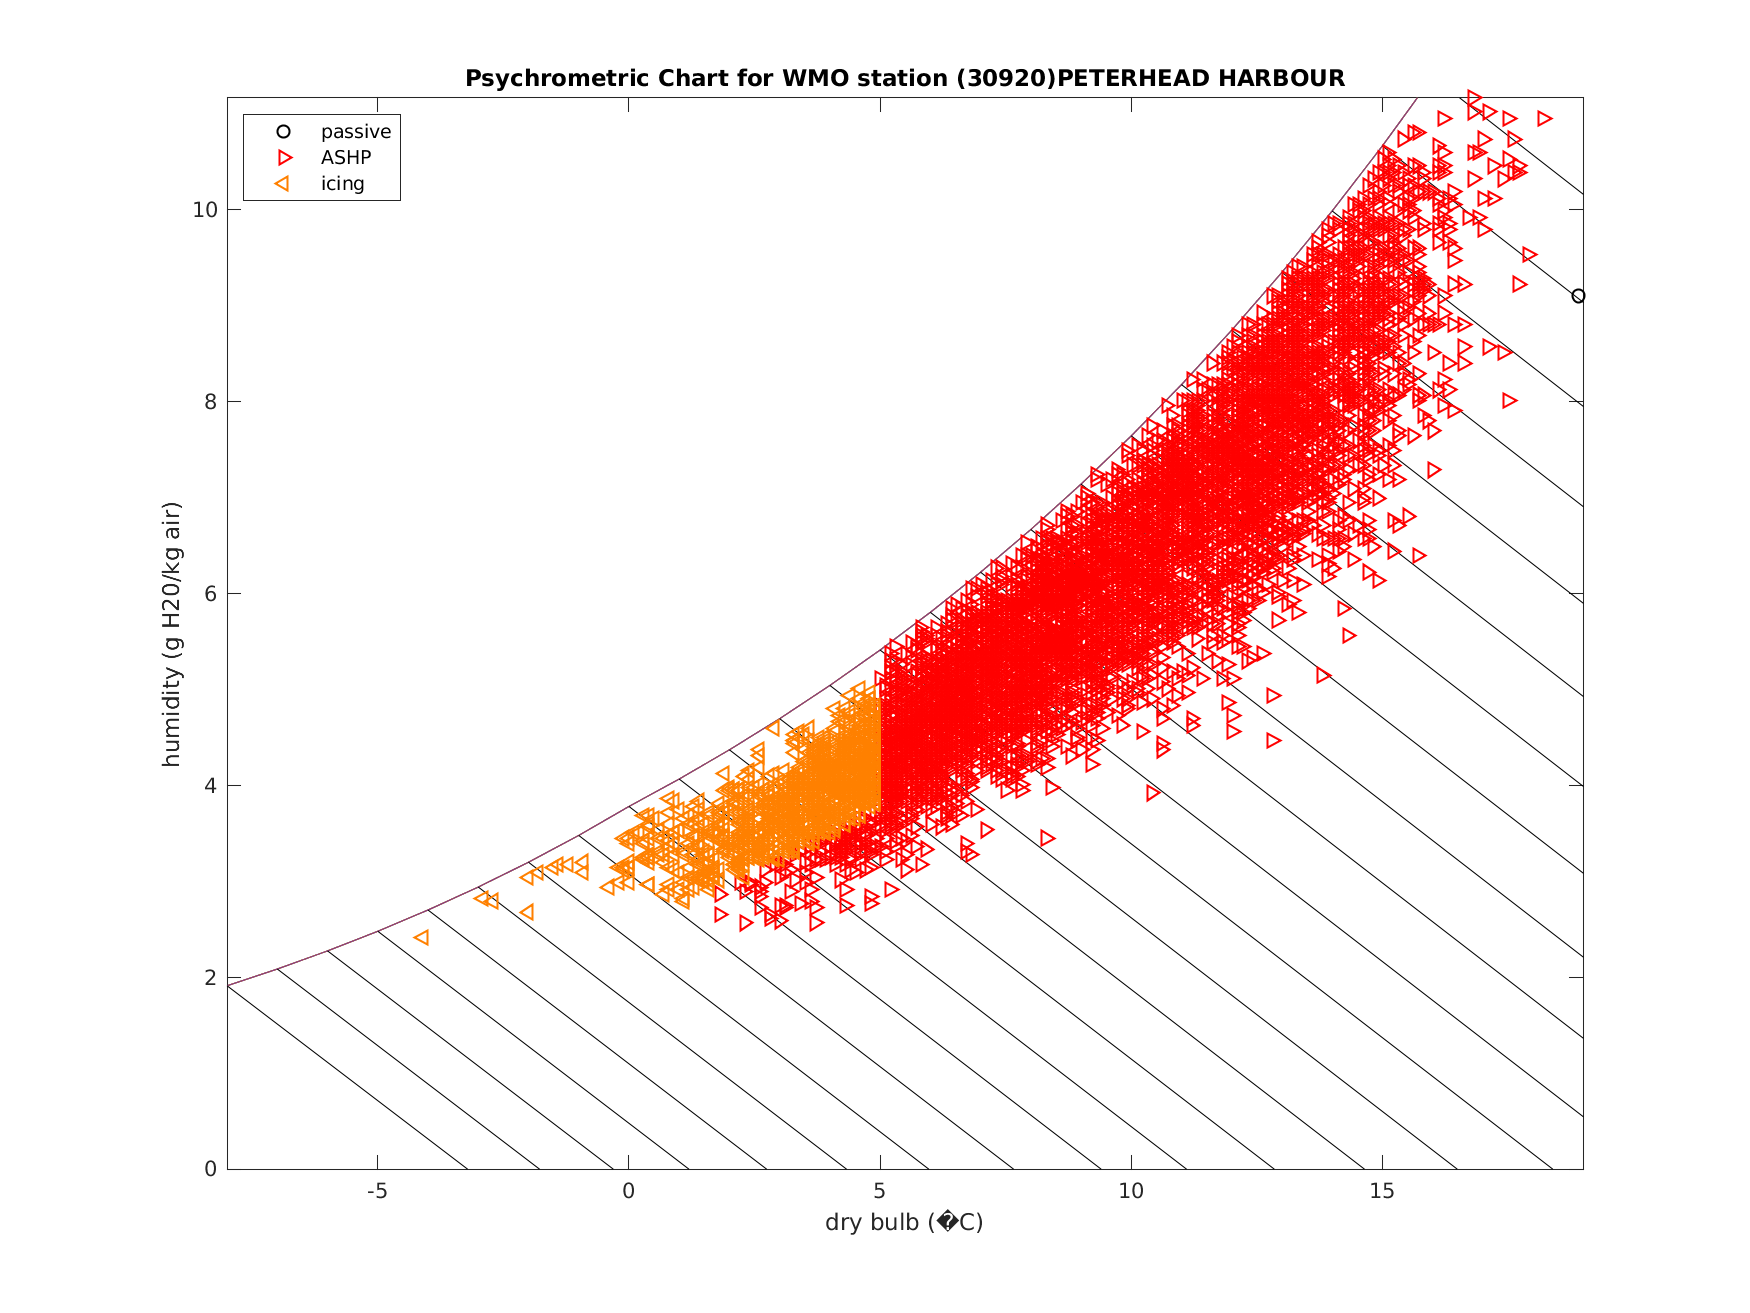 Psychrometric Chart for WMO station (30920)PETERHEAD HARBOUR
passive
ASHP
icing
humidity (g H20/kg air)
10
8
6
4
2
0
-5 0 5 10 15
dry bulb (�C)